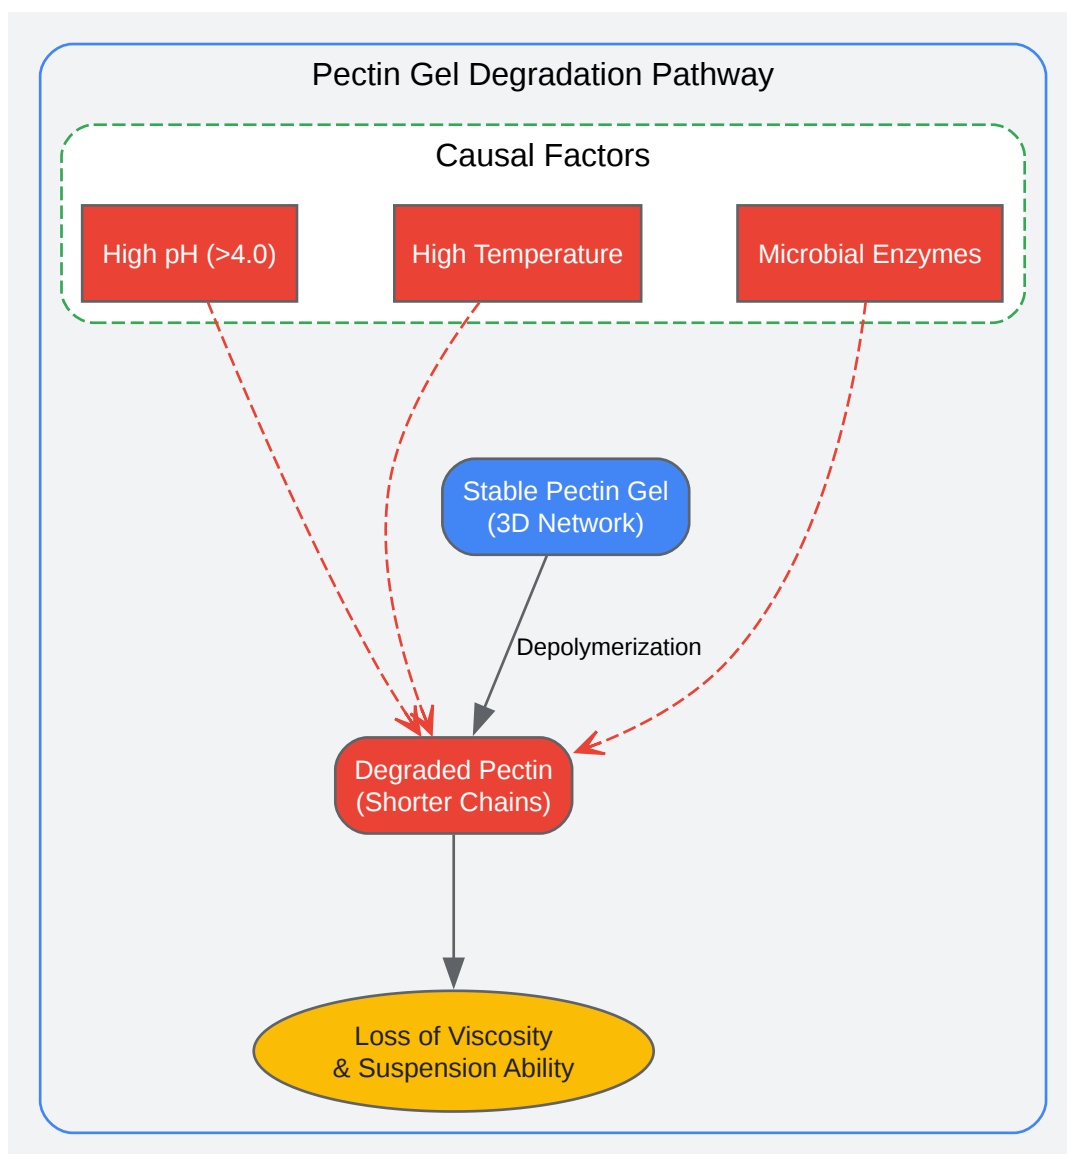 Pectin Gel Degradation Pathway
Causal Factors
High pH (>4.0)
High Temperature
Microbial Enzymes
Stable Pectin Gel
(3D Network)
Depolymerization
Degraded Pectin
(Shorter Chains)
Loss of Viscosity
& Suspension Ability